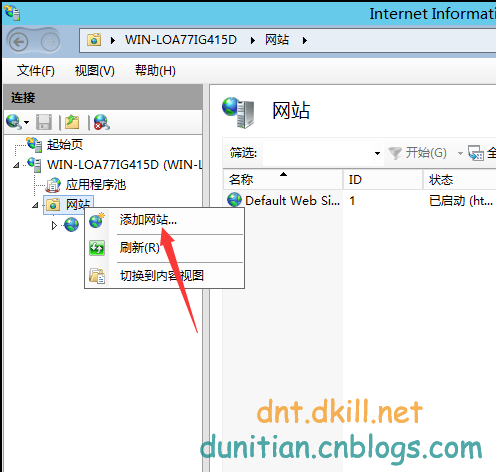 Internet Informati
WIN-LOA77IG415D 网站
文件(F) 视图(V) 帮助(H)
连接
起始页
WIN-LOA77IG415D (WIN-L
应用程序池
网站
添加网站...
刷新(R)
切换到内容视图
网站
筛选: 开始(G) 全
名称 ID 状态
Default Web Si... 1 已启动 (ht...
dnt.dkill.net
dunitian.cnblogs.com